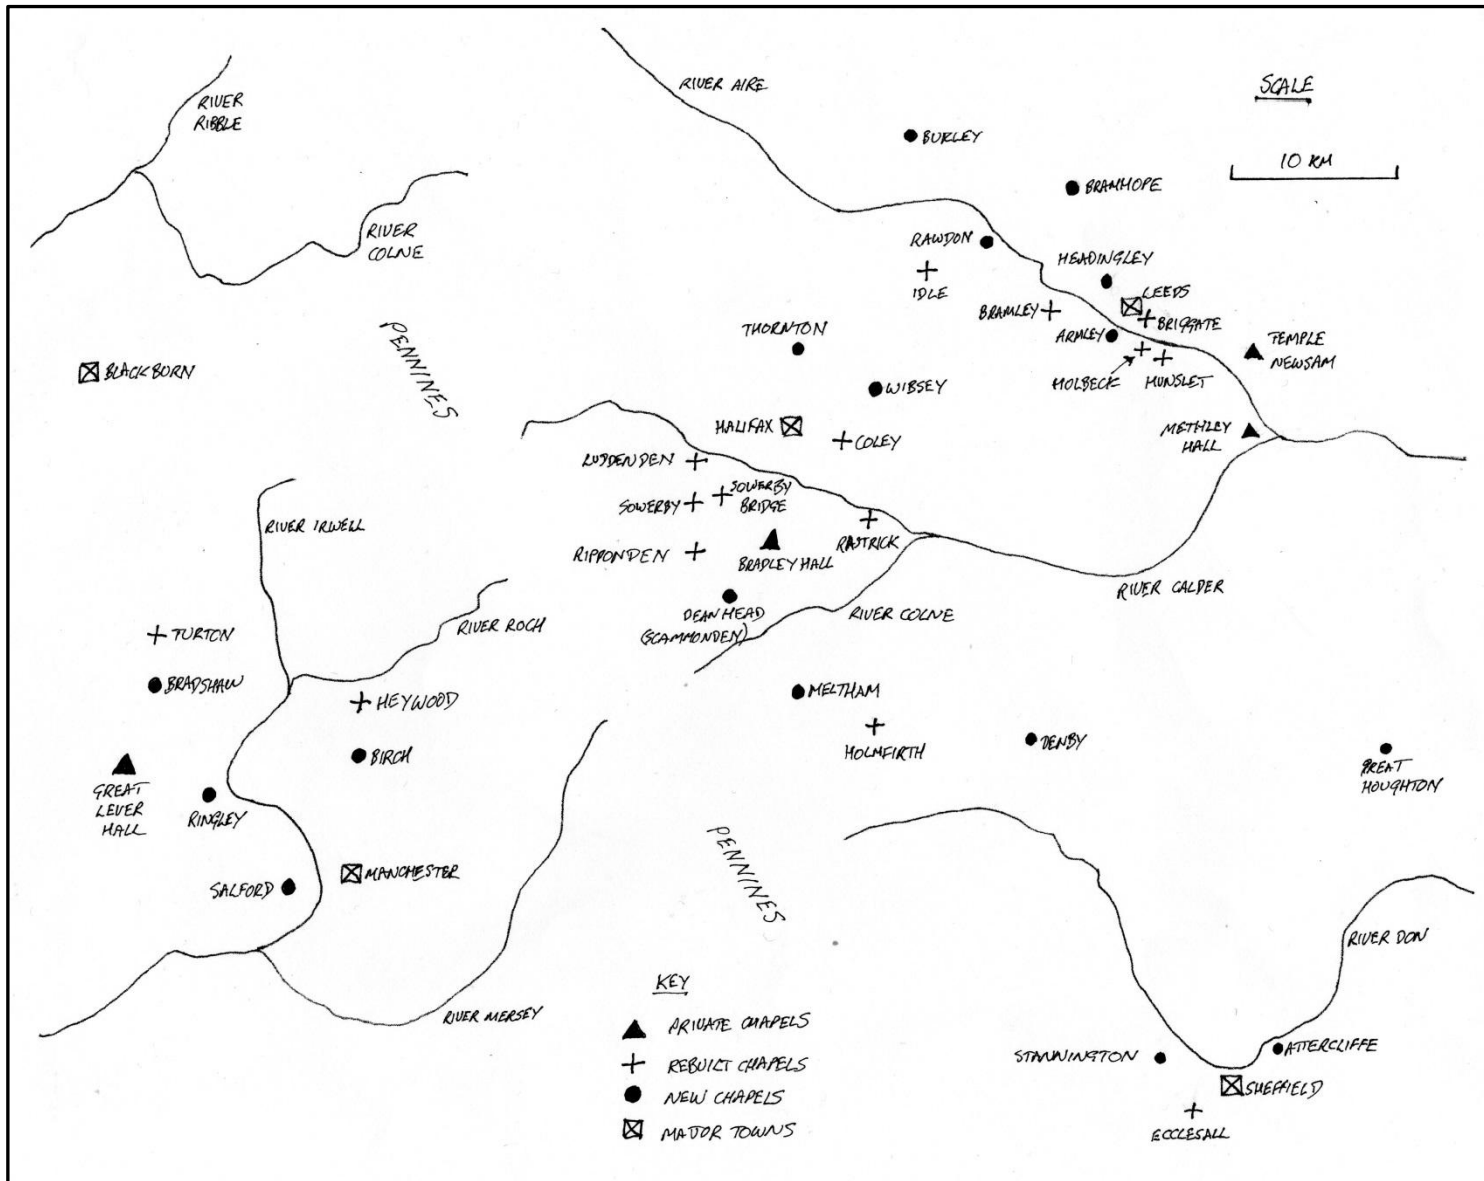 RIVER
RIBBLE
RIVER
COLNE
RIVER AIRE
BURLEY
BRAMHOPE
SCALE
10 KM
RAWDON
IDLE
HEADINGLEY
LEEDS
BRIGGATE
BRAMLEY
ARMLEY
HOLBECK
HUNSLET
TEMPLE
NEWSAM
METHLEY
HALL
THORNTON
WIBSEY
HALIFAX
COLEY
PENNINES
BLACKBORN
LUDDENDEN
SOWERBY
SOWERBY
BRIDGE
RIPPONDEN
BRADLEY HALL
RASTRICK
DEAN HEAD
(SCAMMONDEN)
RIVER COLNE
RIVER CALDER
RIVER IRWELL
RIVER ROCH
TURTON
BRADSHAW
HEYWOOD
BIRCH
GREAT
LEVER
HALL
RINGLEY
SALFORD
MANCHESTER
MELTHAM
HOLMFIRTH
DENBY
GREAT
HOUGHTON
PENNINES
RIVER MERSEY
RIVER DON
STANNINGTON
ATTERCLIFFE
SHEFFIELD
ECCLESALL
KEY
PRIVATE CHAPELS
REBUILT CHAPELS
NEW CHAPELS
MAJOR TOWNS